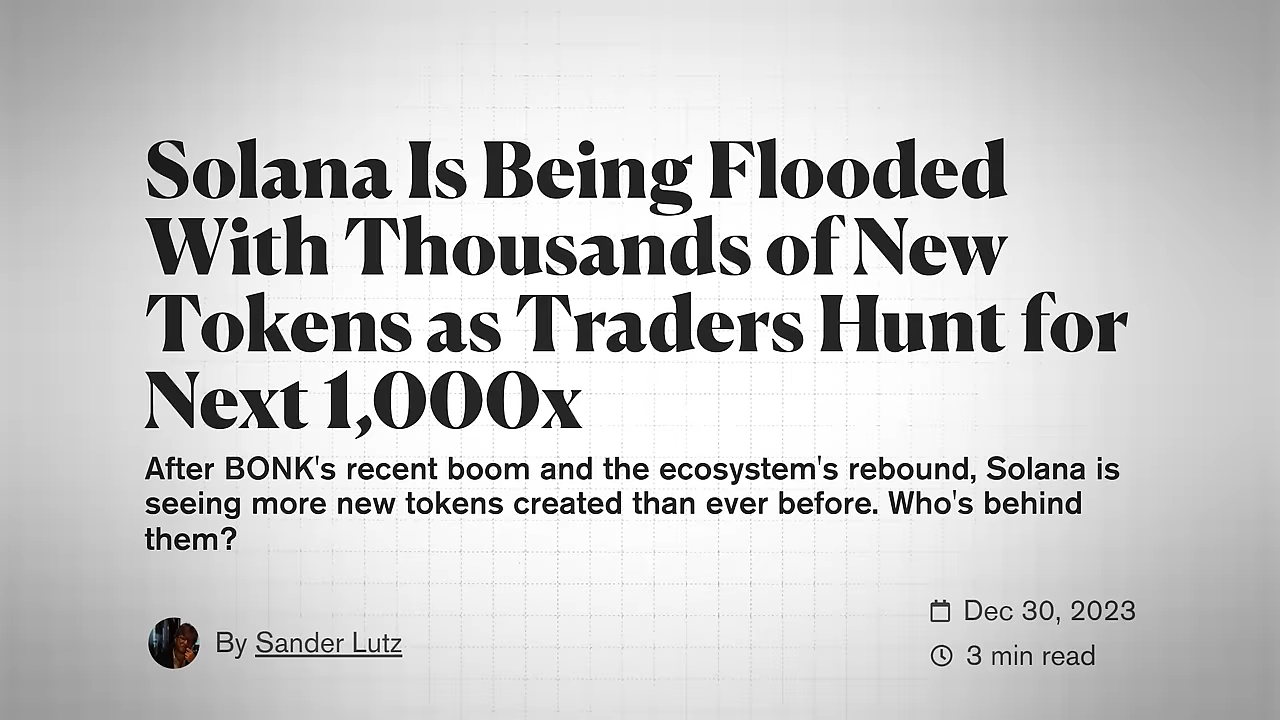 Solana Is Being Flooded
With Thousands of New
Tokens as Traders Hunt for
Next 1,000x
After BONK's recent boom and the ecosystem's rebound, Solana is
seeing more new tokens created than ever before. Who's behind
them?
By Sander Lutz
Dec 30, 2023
3 min read